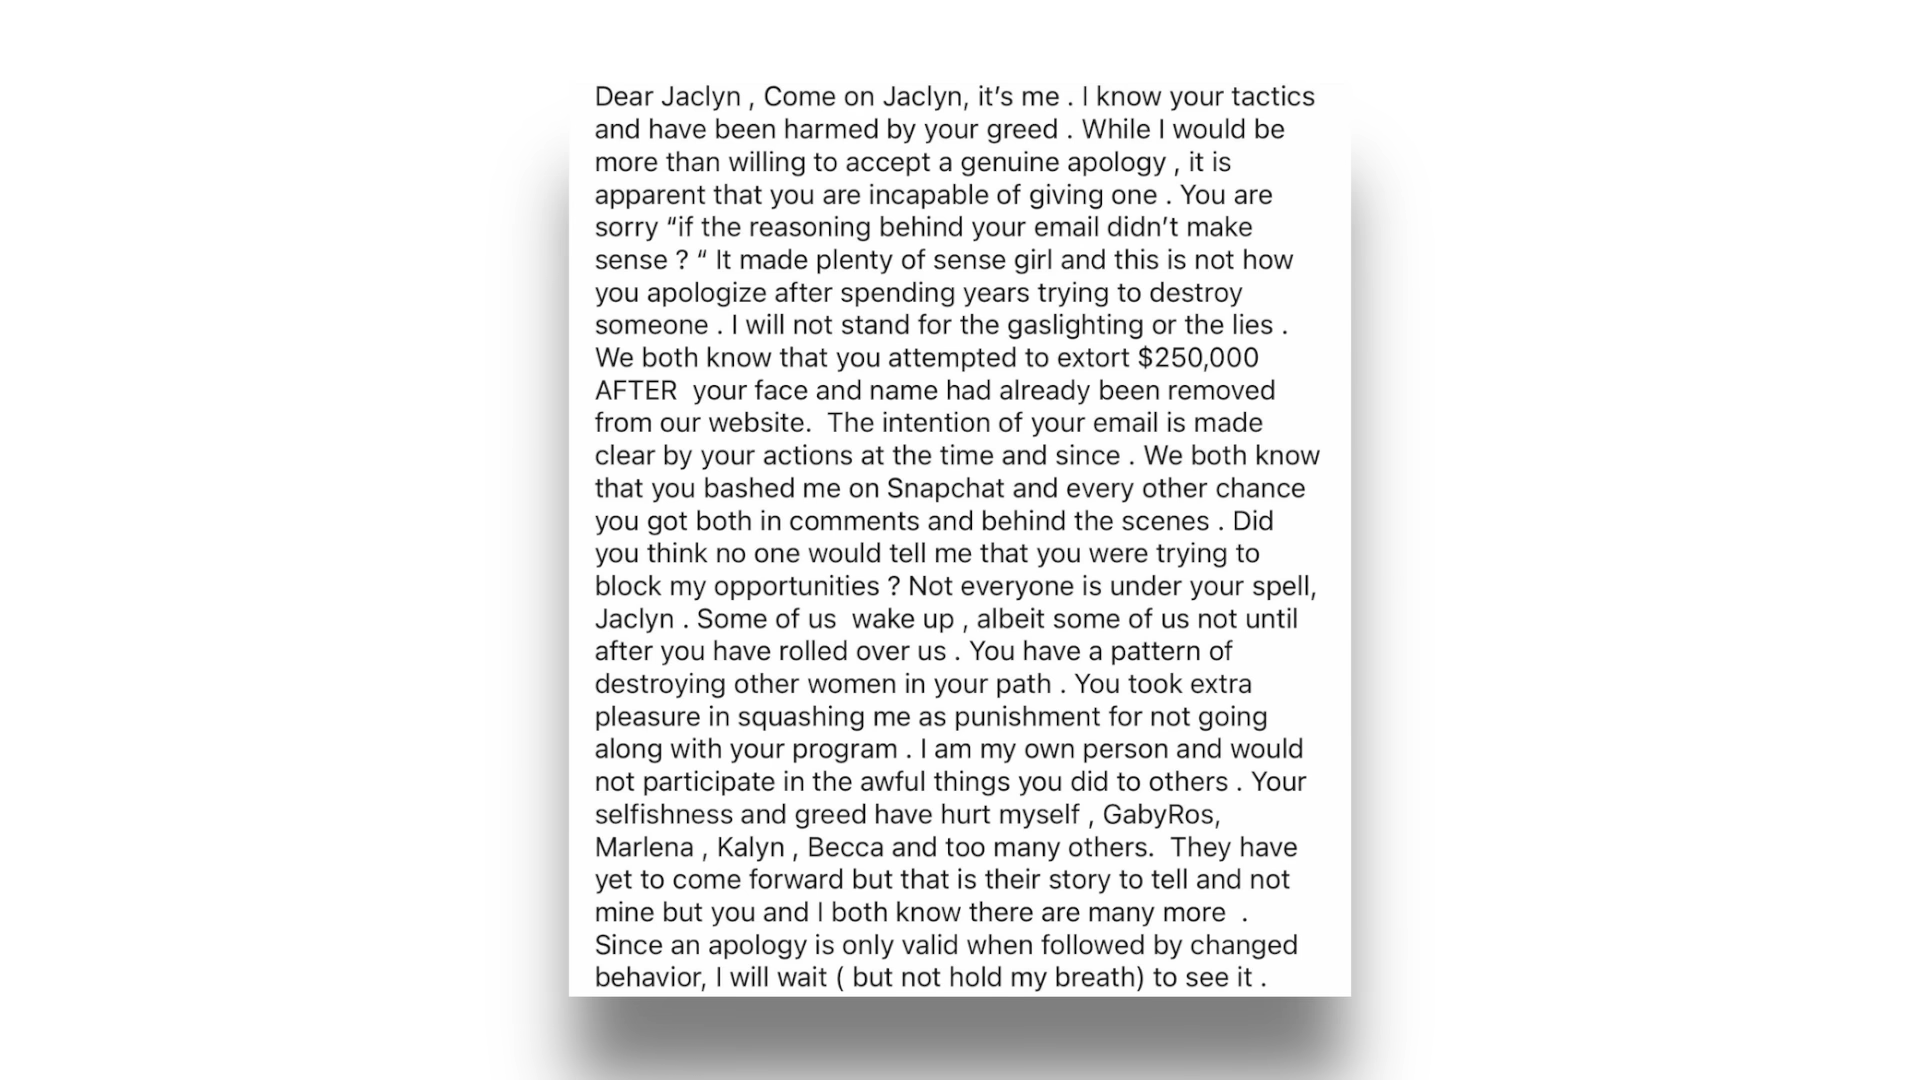 Dear Jaclyn , Come on Jaclyn, it’s me . I know your tactics
and have been harmed by your greed . While I would be
more than willing to accept a genuine apology , it is
apparent that you are incapable of giving one . You are
sorry “if the reasoning behind your email didn’t make
sense ? “ It made plenty of sense girl and this is not how
you apologize after spending years trying to destroy
someone . I will not stand for the gaslighting or the lies .
We both know that you attempted to extort $250,000
AFTER  your face and name had already been removed
from our website.  The intention of your email is made
clear by your actions at the time and since . We both know
that you bashed me on Snapchat and every other chance
you got both in comments and behind the scenes . Did
you think no one would tell me that you were trying to
block my opportunities ? Not everyone is under your spell,
Jaclyn . Some of us  wake up , albeit some of us not until
after you have rolled over us . You have a pattern of
destroying other women in your path . You took extra
pleasure in squashing me as punishment for not going
along with your program . I am my own person and would
not participate in the awful things you did to others . Your
selfishness and greed have hurt myself , GabyRos,
Marlena , Kalyn , Becca and too many others.  They have
yet to come forward but that is their story to tell and not
mine but you and I both know there are many more  .
Since an apology is only valid when followed by changed
behavior, I will wait ( but not hold my breath) to see it .